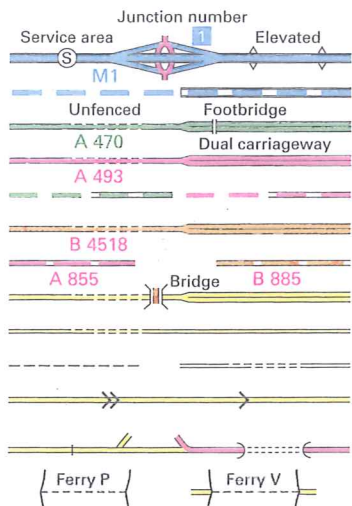 Junction number
Service area 1 Elevated
S
M1
Unfenced Footbridge
A 470 Dual carriageway
A 493
B 4518
A 855 Bridge B 885
Ferry P Ferry V